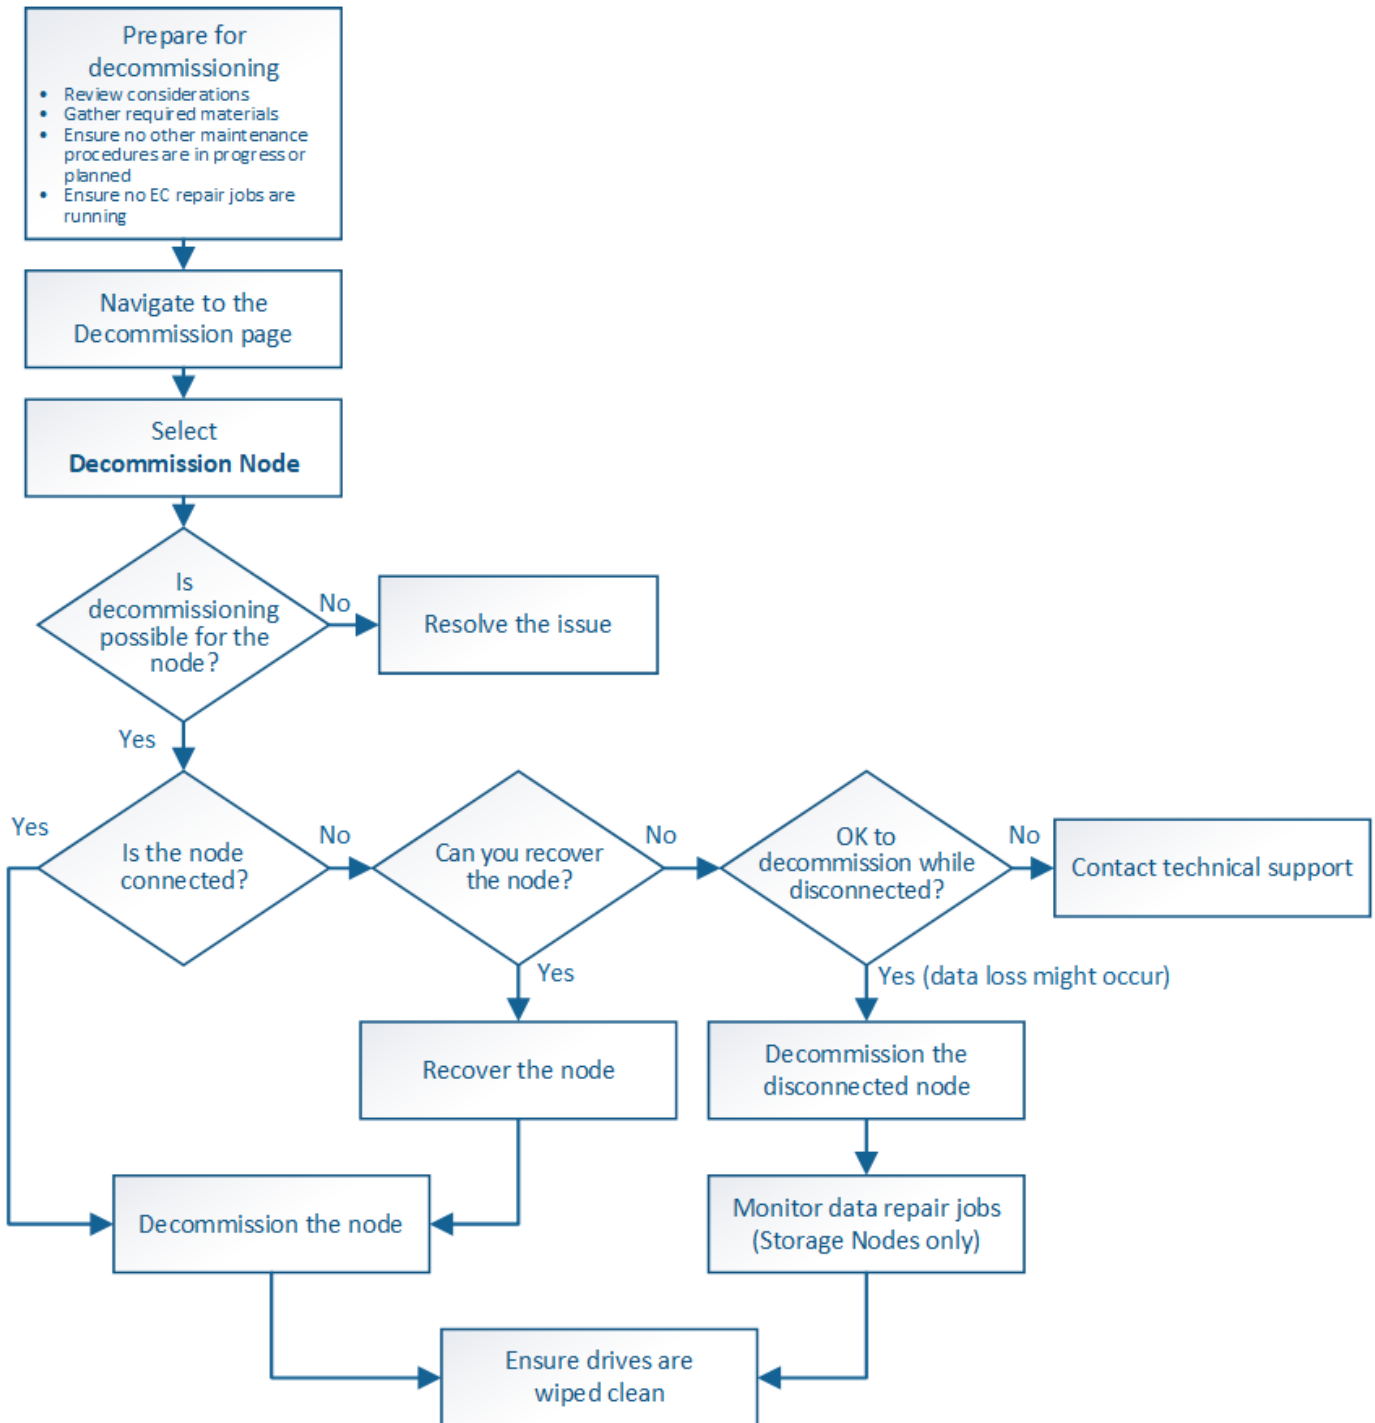 Prepare for
decommissioning
• Review considerations
• Gather required materials
• Ensure no other maintenance
procedures are in progress or
planned
• Ensure no EC repair jobs are
running
Navigate to the
Decommission page
Select
Decommission Node
Is
decommissioning
possible for the
node?
No
Resolve the issue
Yes
Yes
Is the node
connected?
No
Can you recover
the node?
No
OK to
decommission while
disconnected?
No
Contact technical support
Yes
Yes (data loss might occur)
Recover the node
Decommission the
disconnected node
Decommission the node
Monitor data repair jobs
(Storage Nodes only)
Ensure drives are
wiped clean